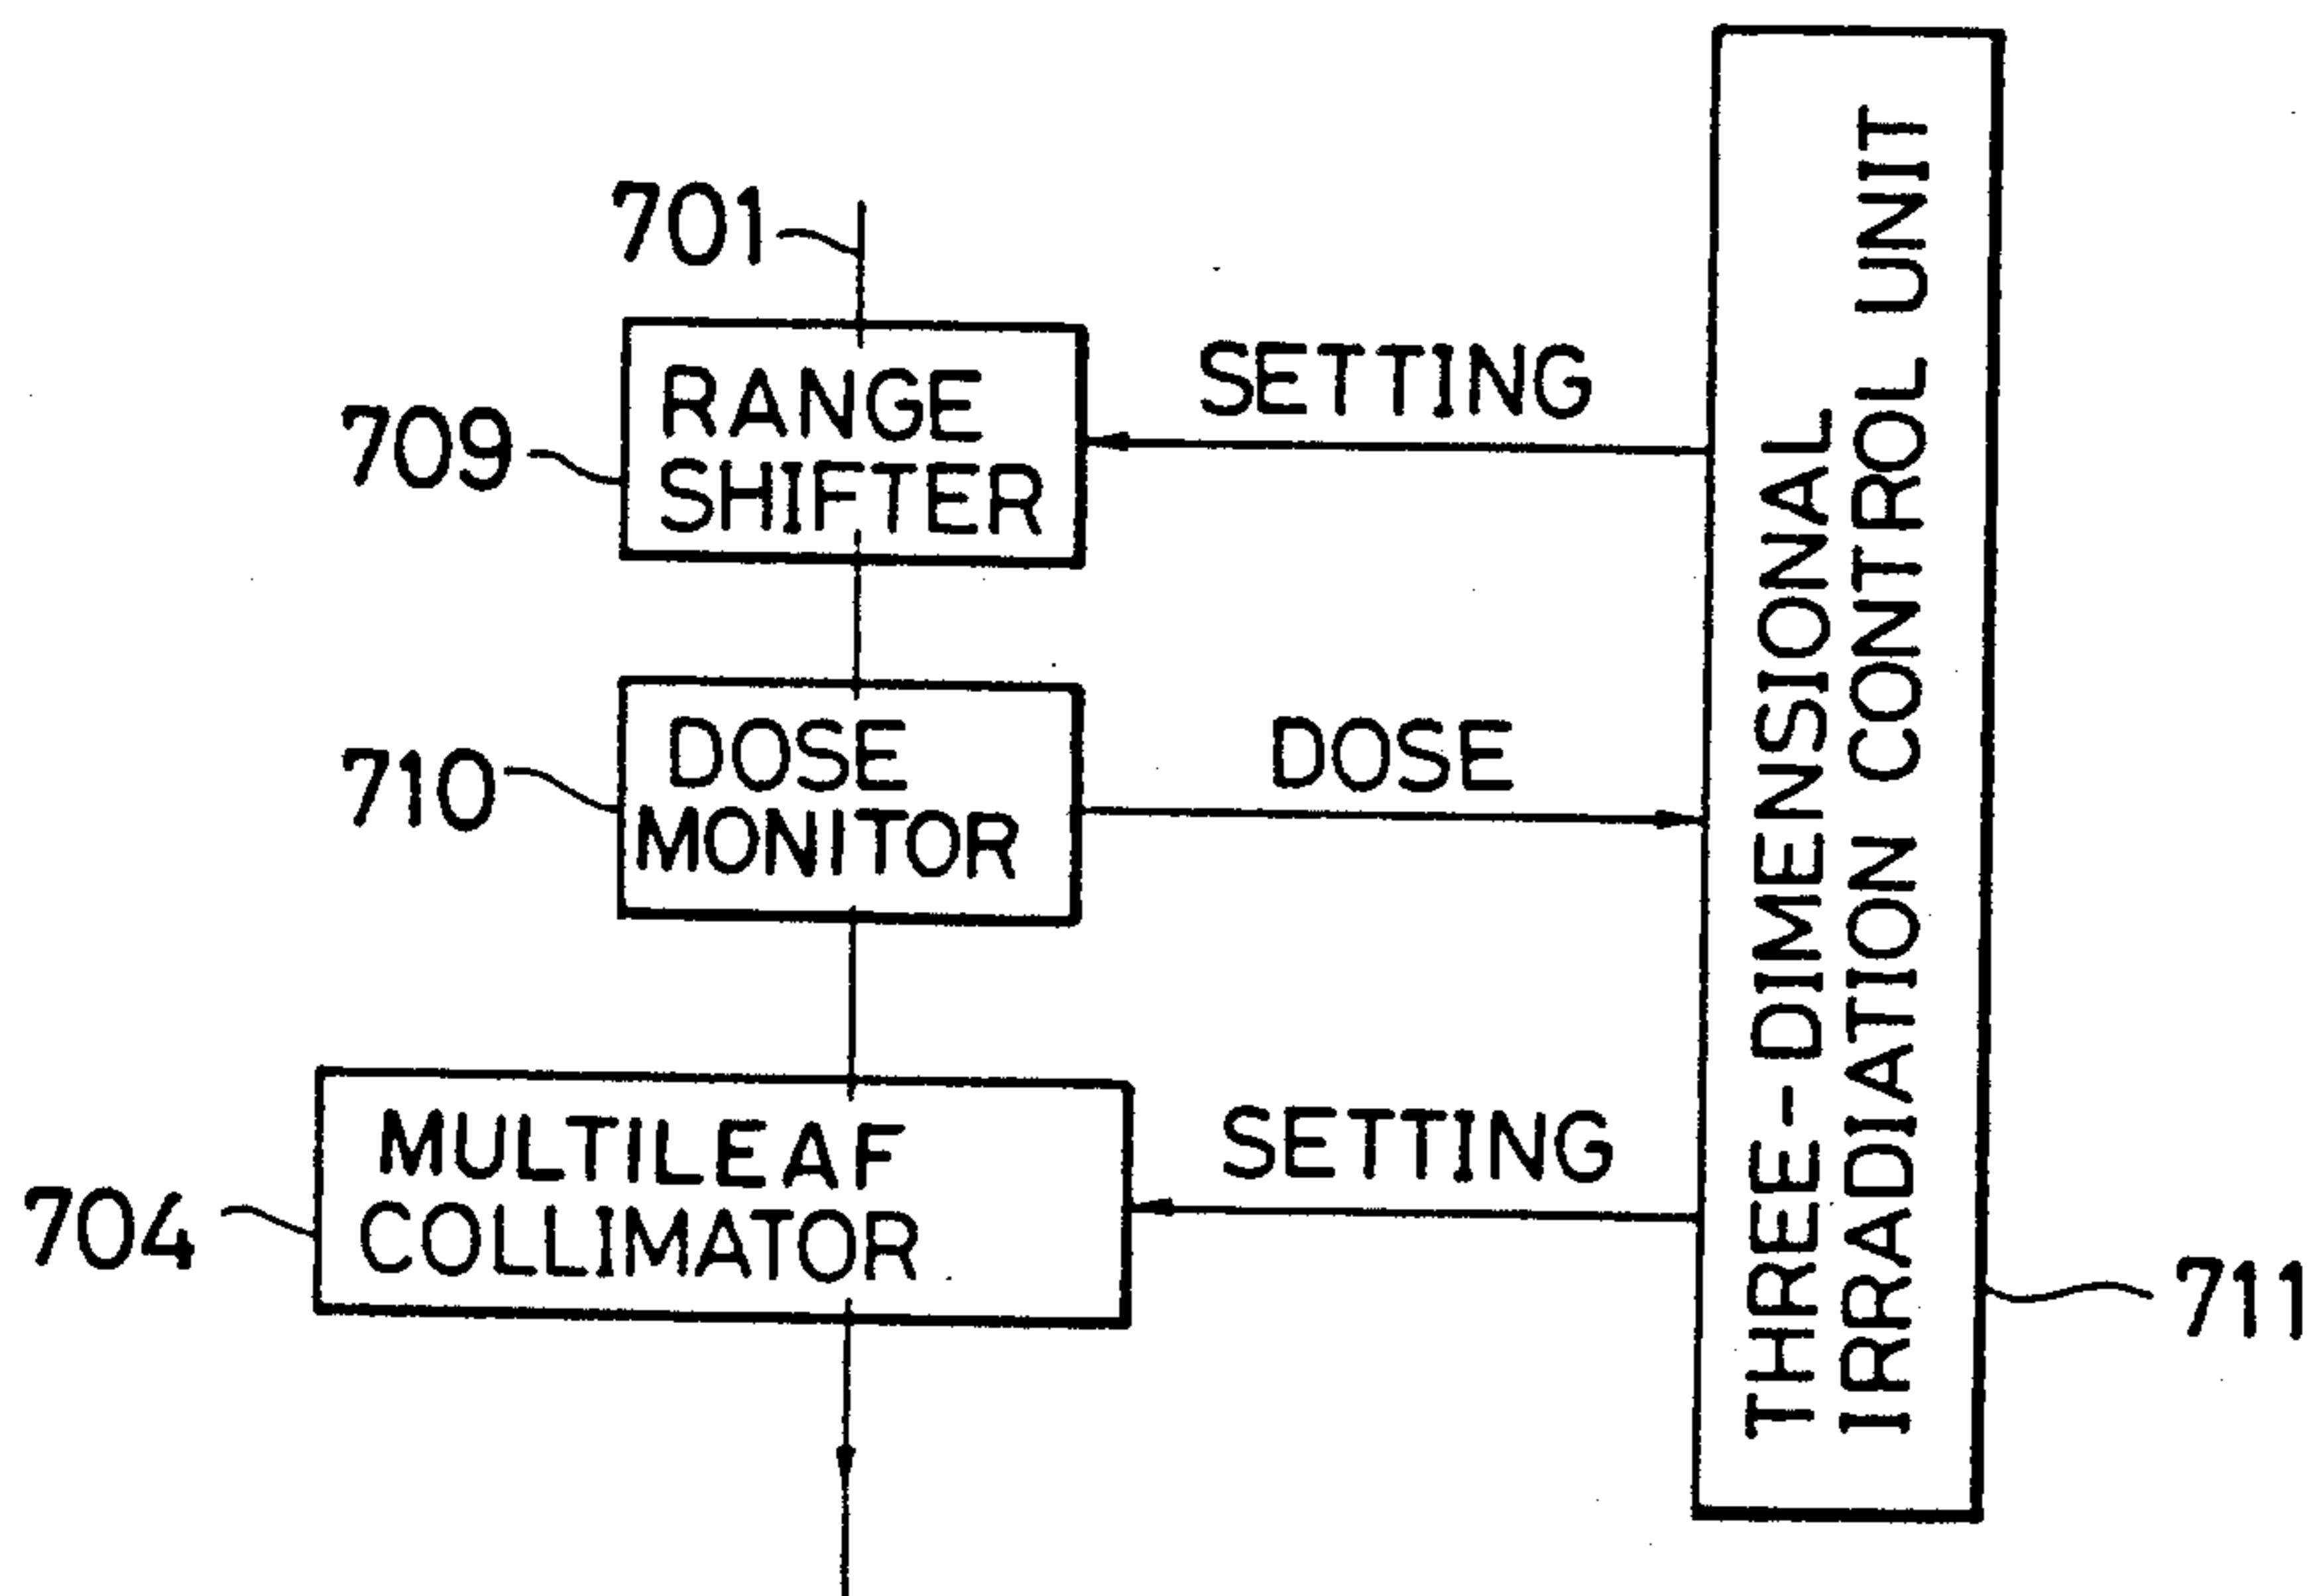 701
RANGE
SHIFTER
709
SETTING
DOSE
MONITOR
710
DOSE
MULTILEAF
COLLIMATOR
704
SETTING
THREE-DIMENSIONAL
IRRADIATION CONTROL UNIT
711